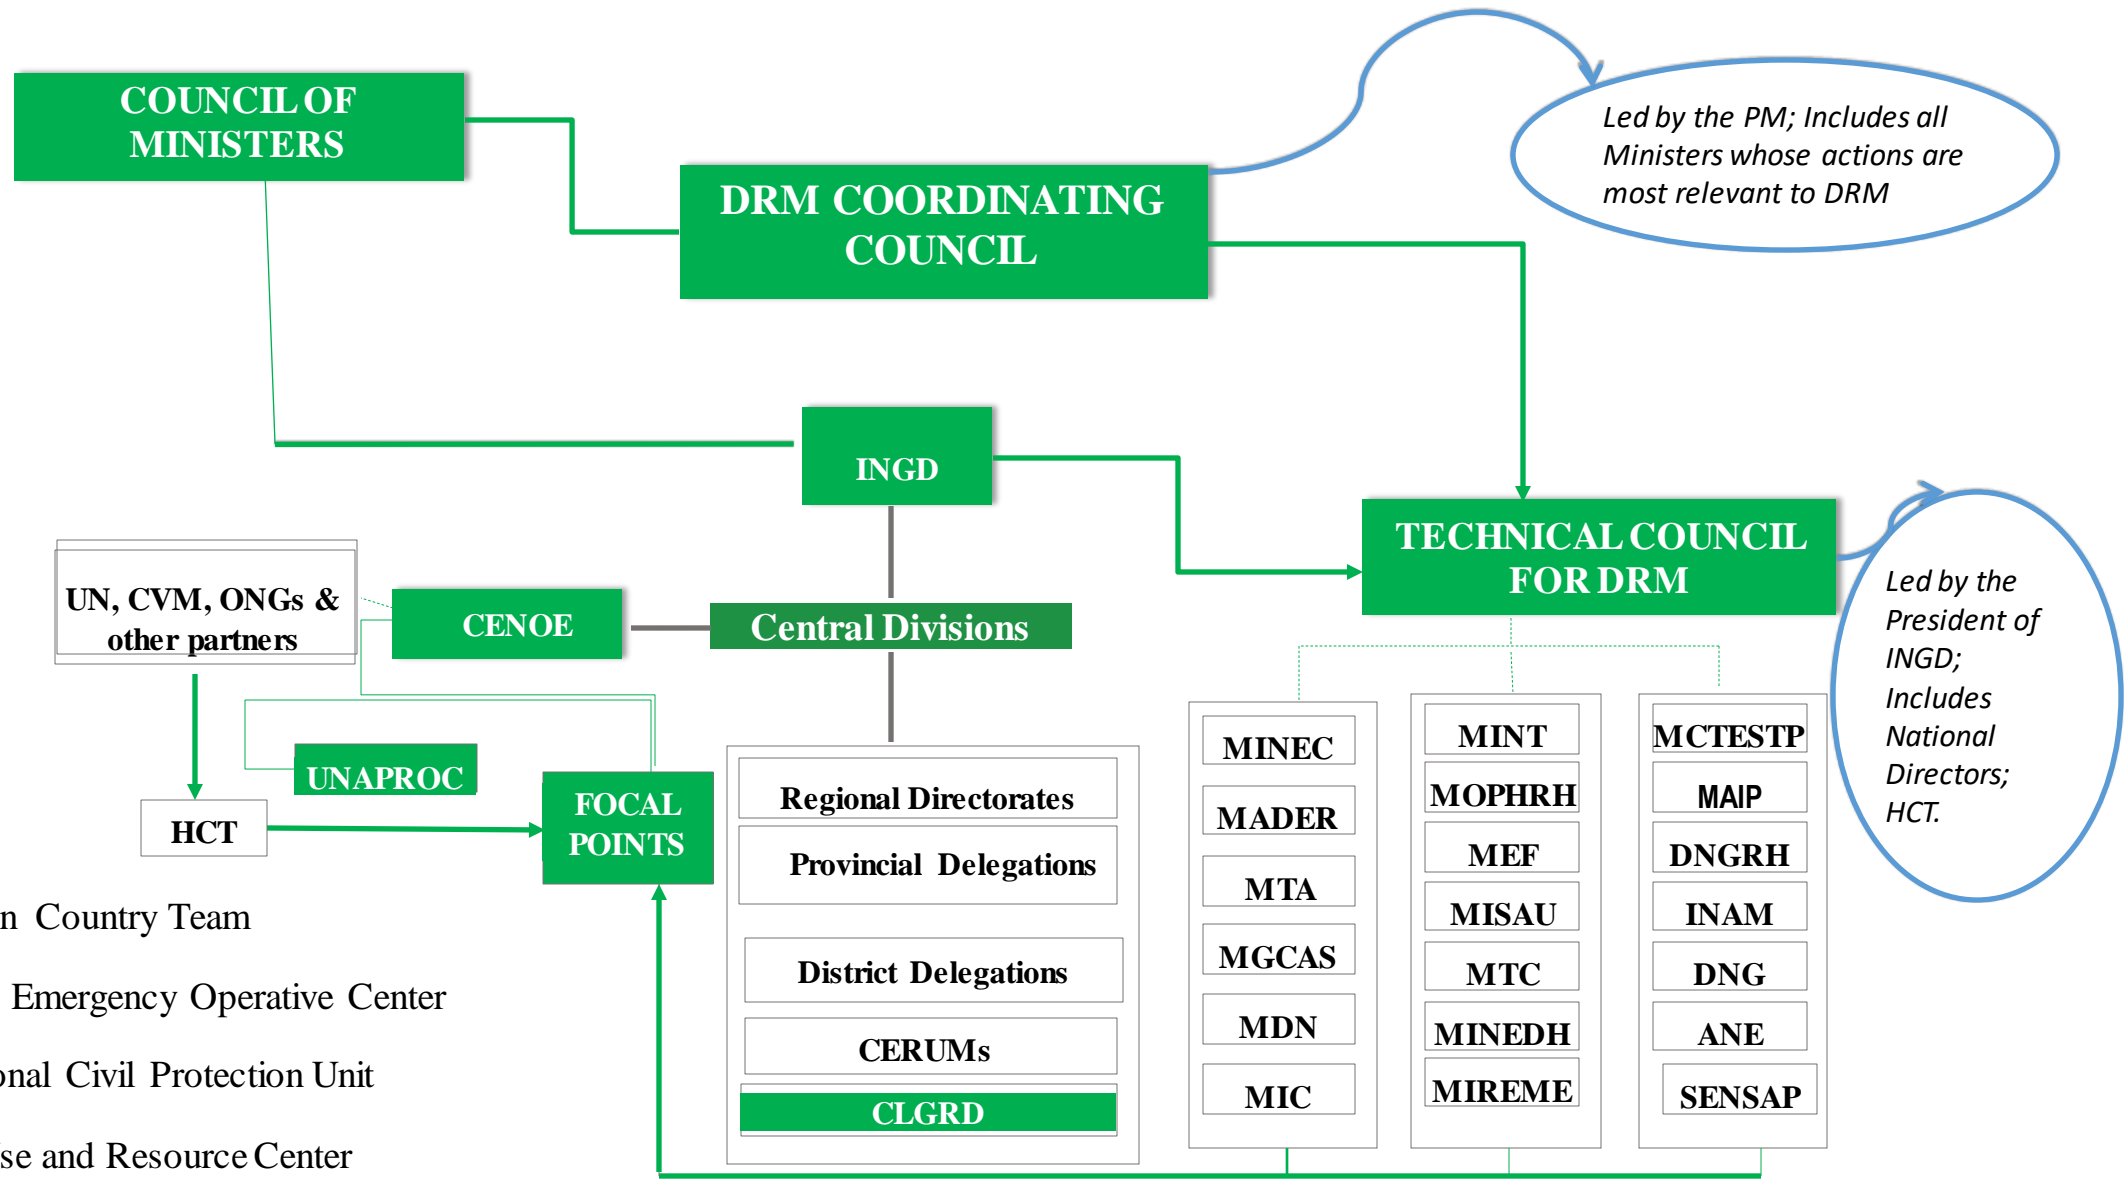 COUNCIL OF
MINISTERS
DRM COORDINATING
COUNCIL
Led by the PM; Includes all
Ministers whose actions are
most relevant to DRM
INGD
TECHNICAL COUNCIL
FOR DRM
Led by the
President of
INGD;
Includes
National
Directors;
HCT.
UN, CVM, ONGs &
other partners
CENOE
Central Divisions
UNAPROC
HCT
FOCAL
POINTS
Regional Directorates
Provincial Delegations
District Delegations
CERUMs
CLGRD
MINEC
MADER
MTA
MGCAS
MDN
MIC
MINT
MOPHRH
MEF
MISAU
MTC
MINEDH
MIREME
MCTESTP
MAIP
DNGRH
INAM
DNG
ANE
SENSAP
Country Team
Emergency Operative Center
Civil Protection Unit
and Resource Center